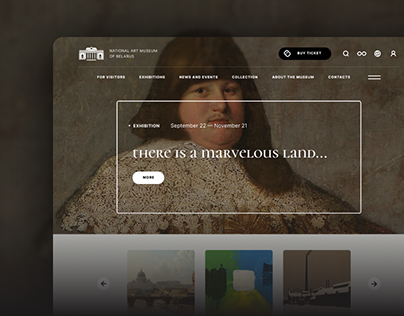 NATIONAL ART MUSEUM
OF BELARUS
BUY TICKET
FOR VISITORS EXHIBITIONS NEWS AND EVENTS COLLECTION ABOUT THE MUSEUM CONTACTS
EXHIBITION September 22 — November 21
there is a marvelous land...
MORE